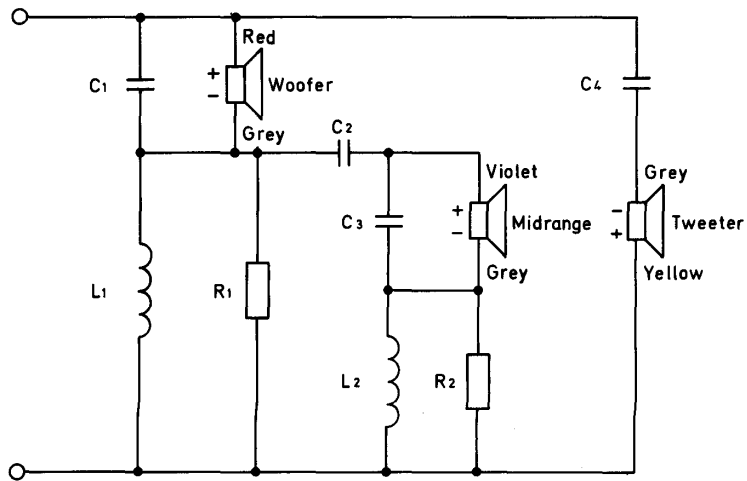 Red
C1
+
−
Woofer
C4
Grey
C2
Violet
Grey
C3
+
−
Midrange
−
+
Tweeter
Grey
Yellow
L1
R1
L2
R2